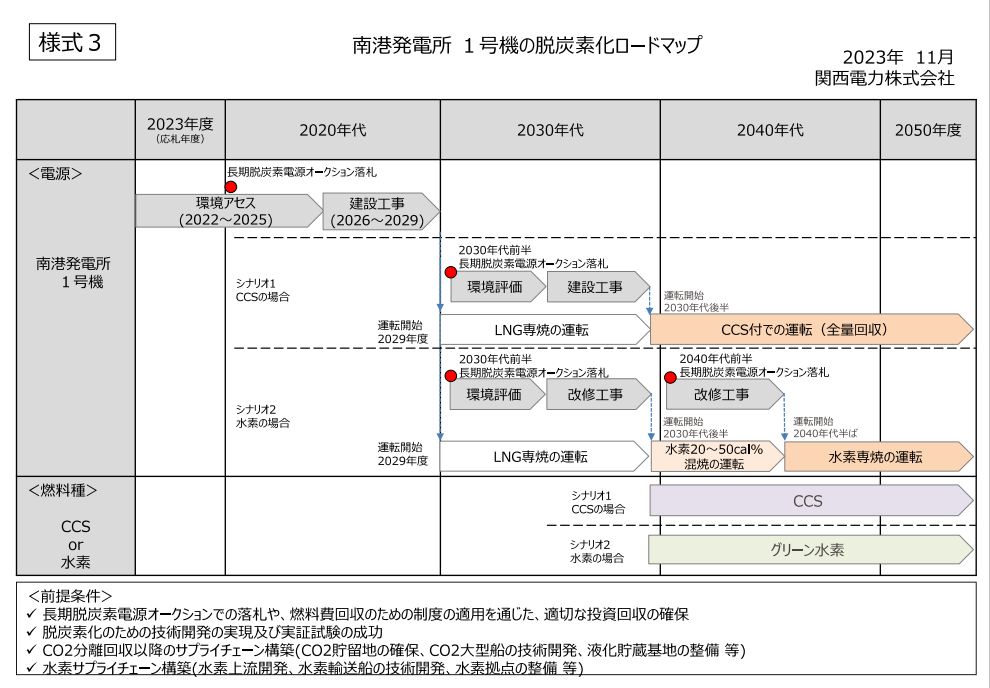 様式３
南港発電所 １号機の脱炭素化ロードマップ
2023年 11月
関西電力株式会社
2023年度
（応札年度）
2020年代
2030年代
2040年代
2050年度
＜電源＞
南港発電所
１号機
長期脱炭素電源オークション落札
環境アセス
(2022～2025)
建設工事
(2026～2029)
シナリオ1
CCSの場合
2030年代前半
長期脱炭素電源オークション落札
環境評価
建設工事
運転開始
2030年代後半
運転開始
2029年度
LNG専焼の運転
CCS付での運転（全量回収）
シナリオ2
水素の場合
2030年代前半
長期脱炭素電源オークション落札
環境評価
改修工事
2040年代前半
長期脱炭素電源オークション落札
改修工事
運転開始
2030年代後半
運転開始
2040年代半ば
運転開始
2029年度
LNG専焼の運転
水素20～50cal%
混焼の運転
水素専焼の運転
＜燃料種＞
CCS
or
水素
シナリオ1
CCSの場合
CCS
シナリオ2
水素の場合
グリーン水素
＜前提条件＞
✓ 長期脱炭素電源オークションでの落札や、燃料費回収のための制度の適用を通じた、適切な投資回収の確保
✓ 脱炭素化のための技術開発の実現及び実証試験の成功
✓ CO2分離回収以降のサプライチェーン構築(CO2貯留地の確保、CO2大型船の技術開発、液化貯蔵基地の整備 等)
✓ 水素サプライチェーン構築(水素上流開発、水素輸送船の技術開発、水素拠点の整備 等)